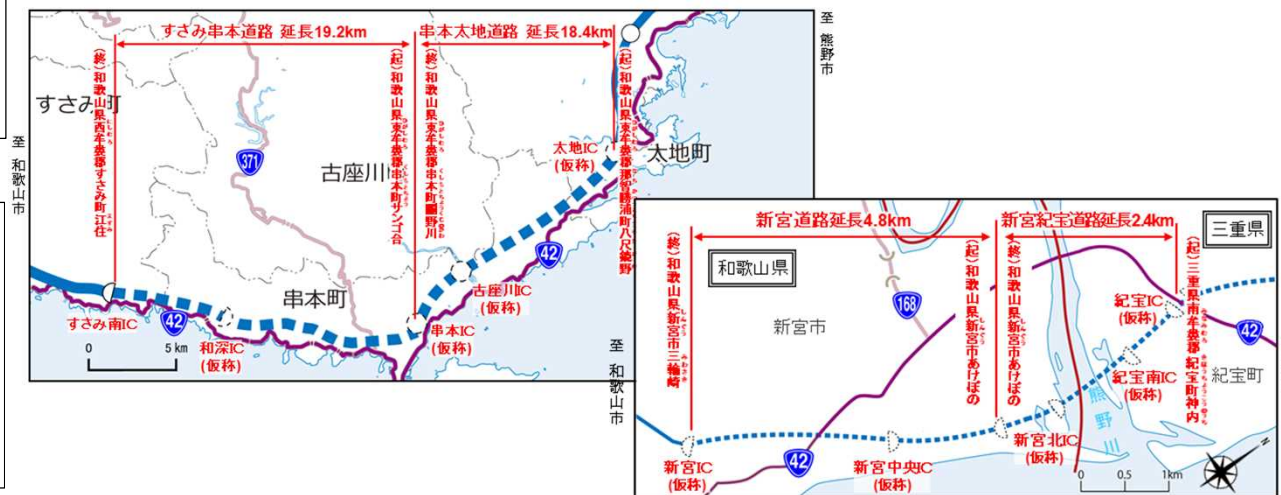 すさみ串本道路 延長19.2km
串本太地道路 延長18.4km
至 熊野市
(終)和歌山県西牟婁郡すさみ町江住
(起)和歌山県東牟婁郡串本町サンゴ台
(終)和歌山県東牟婁郡串本町鬮野川
(起)和歌山県東牟婁郡那智勝浦町八尺鏡野
すさみ町
至 和歌山市
371
古座川
太地IC
(仮称)
太地町
42
古座川IC
(仮称)
串本町
すさみ南IC
42
和深IC
(仮称)
串本IC
(仮称)
0 5 km
至 和歌山市
新宮道路延長4.8km
新宮紀宝道路延長2.4km
三重県
和歌山県
(終)和歌山県新宮市三輪崎
(起)和歌山県新宮市あけぼの
(終)和歌山県新宮市あけぼの
(起)三重県南牟婁郡紀宝町神内
新宮市
168
紀宝IC
(仮称)
42
紀宝南IC
(仮称)
紀宝町
熊野川
新宮北IC
(仮称)
新宮IC
(仮称)
42
新宮中央IC
(仮称)
0 0.5 1km
N